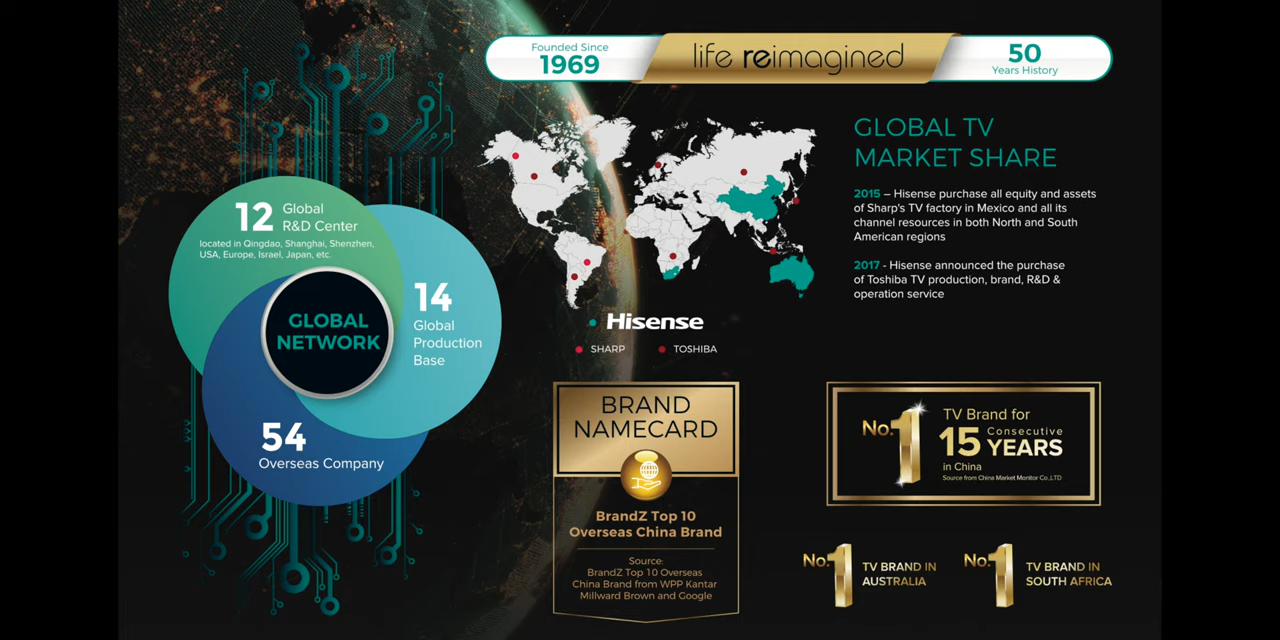 Founded Since
1969
life reimagined
50
Years History
GLOBAL TV
MARKET SHARE
2015 – Hisense purchase all equity and assets
of Sharp's TV factory in Mexico and all its
channel resources in both North and South
American regions
2017 - Hisense announced the purchase
of Toshiba TV production, brand, R&D &
operation service
12 Global
R&D Center
located in Qingdao, Shanghai, Shenzhen,
USA, Europe, Israel, Japan, etc.
14
Global
Production
Base
GLOBAL
NETWORK
54
Overseas Company
Hisense
SHARP
TOSHIBA
BRAND
NAMECARD
BrandZ Top 10
Overseas China Brand
Source:
BrandZ Top 10 Overseas
China Brand from WPP Kantar
Millward Brown and Google
No.1
TV Brand for
15 Consecutive
YEARS
in China
Source from China Market Monitor Co.,LTD
No.1 TV BRAND IN
AUSTRALIA
No.1 TV BRAND IN
SOUTH AFRICA